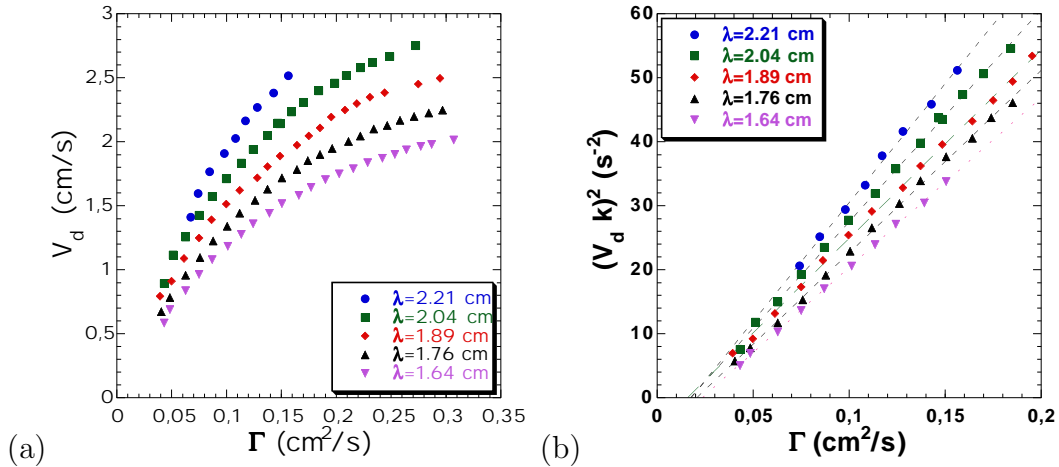 3
2,5
2
1,5
1
0,5
0
V_d (cm/s)
λ=2.21 cm
λ=2.04 cm
λ=1.89 cm
λ=1.76 cm
λ=1.64 cm
0 0,05 0,1 0,15 0,2 0,25 0,3 0,35
Γ (cm²/s)
(a)
60
50
40
30
20
10
0
(V_d k)² (s⁻²)
λ=2.21 cm
λ=2.04 cm
λ=1.89 cm
λ=1.76 cm
λ=1.64 cm
0 0,05 0,1 0,15 0,2
Γ (cm²/s)
(b)